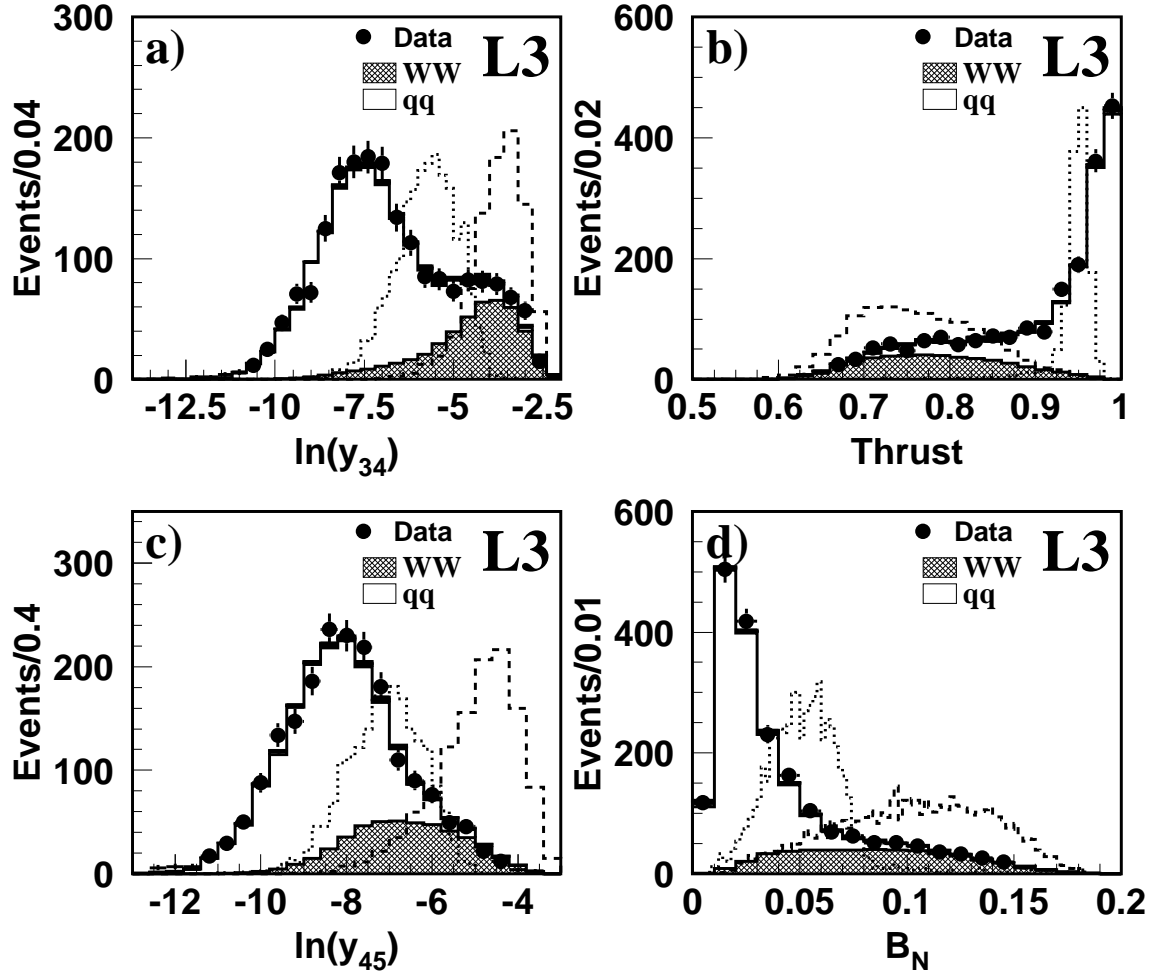 a)
Data
WW
qq
L3
Events/0.04
300
200
100
0
-12.5 -10 -7.5 -5 -2.5
ln(y34)
b)
Data
WW
qq
L3
Events/0.02
600
400
200
0
0.5 0.6 0.7 0.8 0.9 1
Thrust
c)
Data
WW
qq
L3
Events/0.4
300
200
100
0
-12 -10 -8 -6 -4
ln(y45)
d)
Data
WW
qq
L3
Events/0.01
600
400
200
0
0 0.05 0.1 0.15 0.2
BN